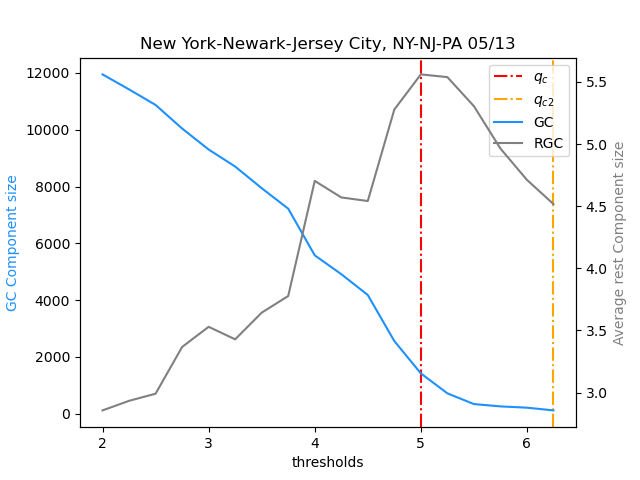 New York-Newark-Jersey City, NY-NJ-PA 05/13
GC Component size
12000
10000
8000
6000
4000
2000
0
2
3
4
5
6
thresholds
5.5
5.0
4.5
4.0
3.5
3.0
Average rest Component size
qc
qc2
GC
RGC